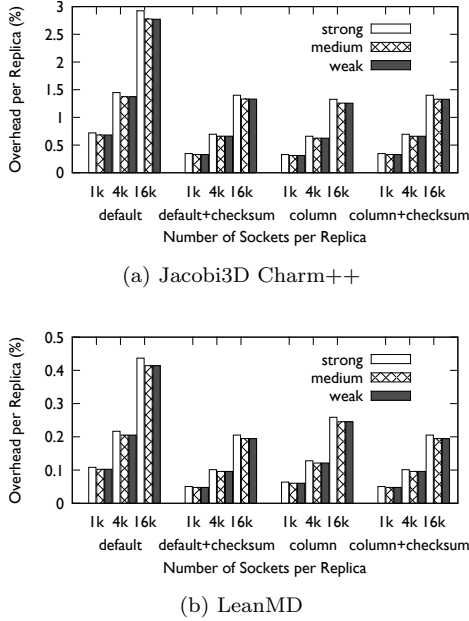 Overhead per Replica (%)
3
2.5
2
1.5
1
0.5
0
strong
medium
weak
1k 4k 16k 1k 4k 16k 1k 4k 16k 1k 4k 16k
default default+checksum column column+checksum
Number of Sockets per Replica
(a) Jacobi3D Charm++
Overhead per Replica (%)
0.5
0.4
0.3
0.2
0.1
0
strong
medium
weak
1k 4k 16k 1k 4k 16k 1k 4k 16k 1k 4k 16k
default default+checksum column column+checksum
Number of Sockets per Replica
(b) LeanMD